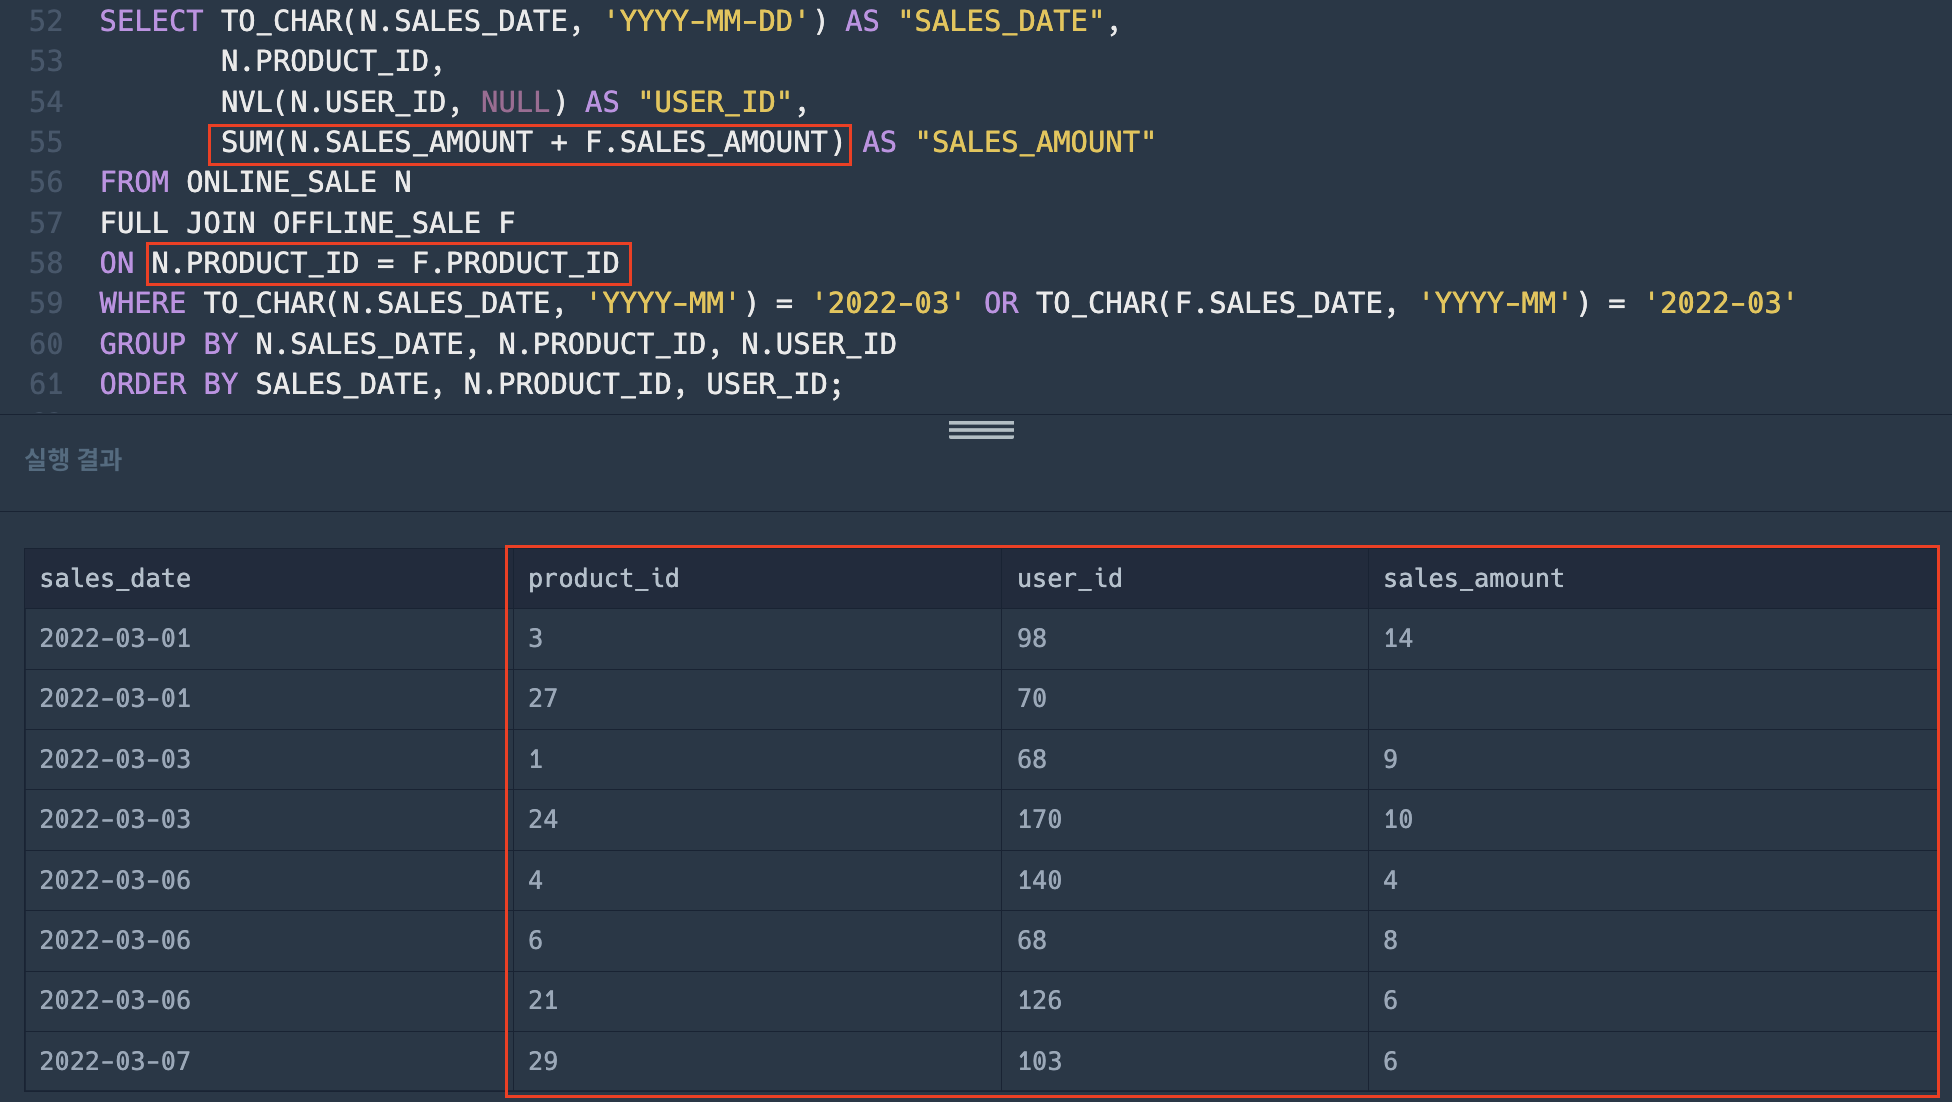 52 SELECT TO_CHAR(N.SALES_DATE, 'YYYY-MM-DD') AS "SALES_DATE",
53 N.PRODUCT_ID,
54 NVL(N.USER_ID, NULL) AS "USER_ID",
55 SUM(N.SALES_AMOUNT + F.SALES_AMOUNT) AS "SALES_AMOUNT"
56 FROM ONLINE_SALE N
57 FULL JOIN OFFLINE_SALE F
58 ON N.PRODUCT_ID = F.PRODUCT_ID
59 WHERE TO_CHAR(N.SALES_DATE, 'YYYY-MM') = '2022-03' OR TO_CHAR(F.SALES_DATE, 'YYYY-MM') = '2022-03'
60 GROUP BY N.SALES_DATE, N.PRODUCT_ID, N.USER_ID
61 ORDER BY SALES_DATE, N.PRODUCT_ID, USER_ID;
실행 결과
sales_date product_id user_id sales_amount
2022-03-01 3 98 14
2022-03-01 27 70
2022-03-03 1 68 9
2022-03-03 24 170 10
2022-03-06 4 140 4
2022-03-06 6 68 8
2022-03-06 21 126 6
2022-03-07 29 103 6